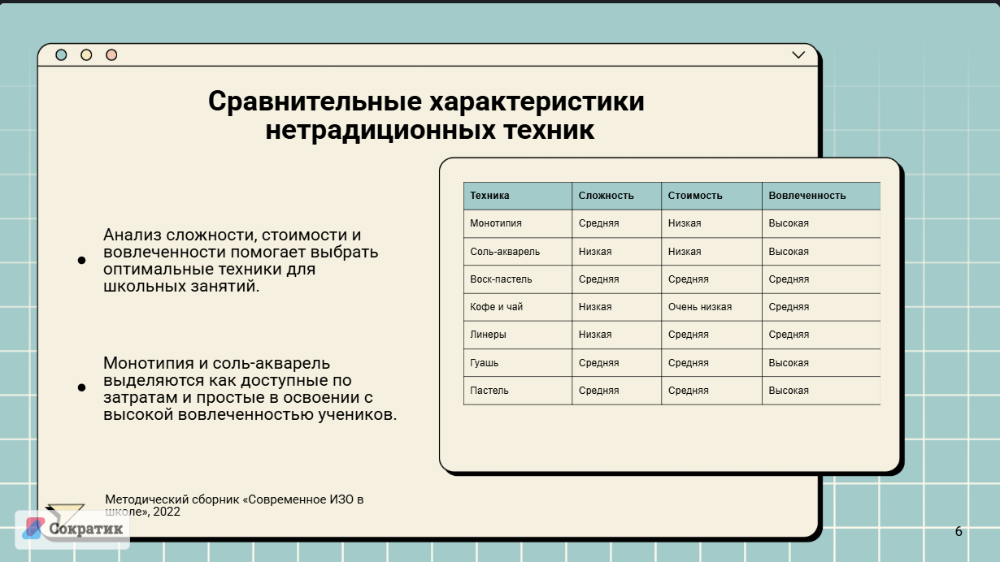 Сравнительные характеристики
нетрадиционных техник
Анализ сложности, стоимости и
вовлеченности помогает выбрать
оптимальные техники для
школьных занятий.
Монотипия и соль-акварель
выделяются как доступные по
затратам и простые в освоении с
высокой вовлеченностью учеников.
Техника Сложность Стоимость Вовлеченность
Монотипия Средняя Низкая Высокая
Соль-акварель Низкая Низкая Высокая
Воск-пастель Средняя Средняя Средняя
Кофе и чай Низкая Очень низкая Средняя
Линеры Низкая Средняя Средняя
Гуашь Средняя Средняя Высокая
Пастель Средняя Средняя Высокая
Методический сборник «Современное ИЗО в
школе», 2022
Сократик
6